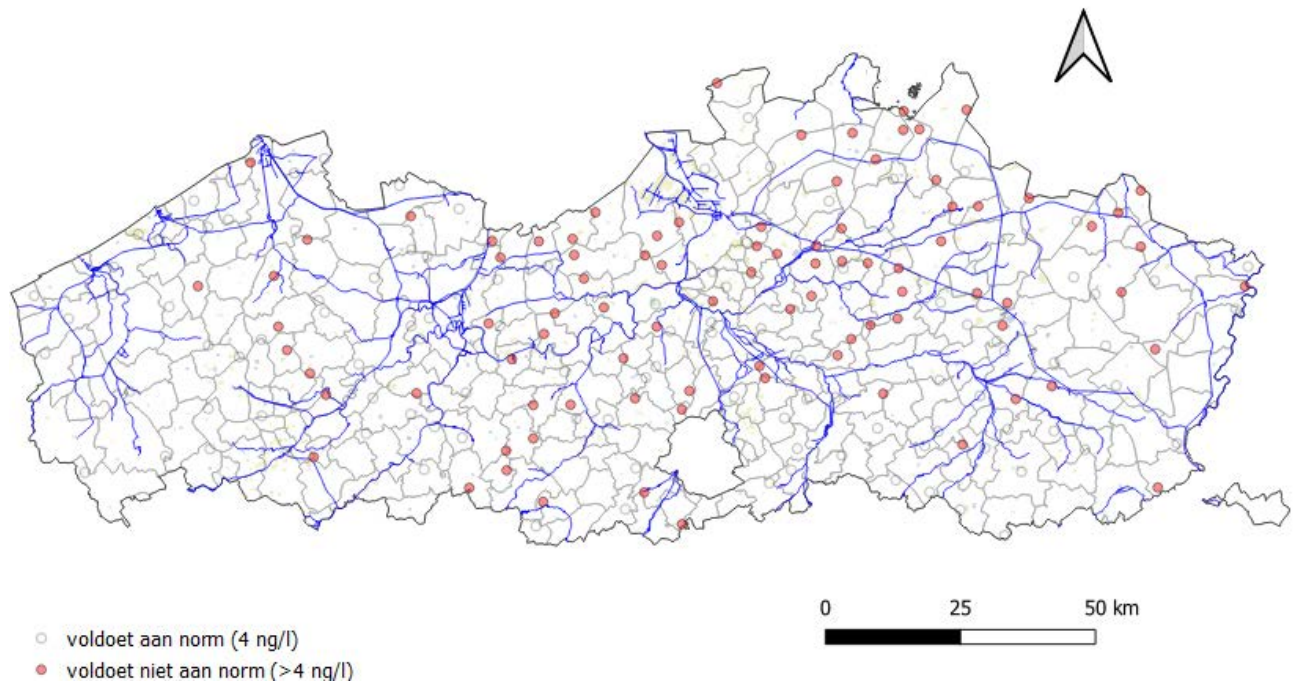 0 25 50 km
voldoet aan norm (4 ng/l)
voldoet niet aan norm (>4 ng/l)